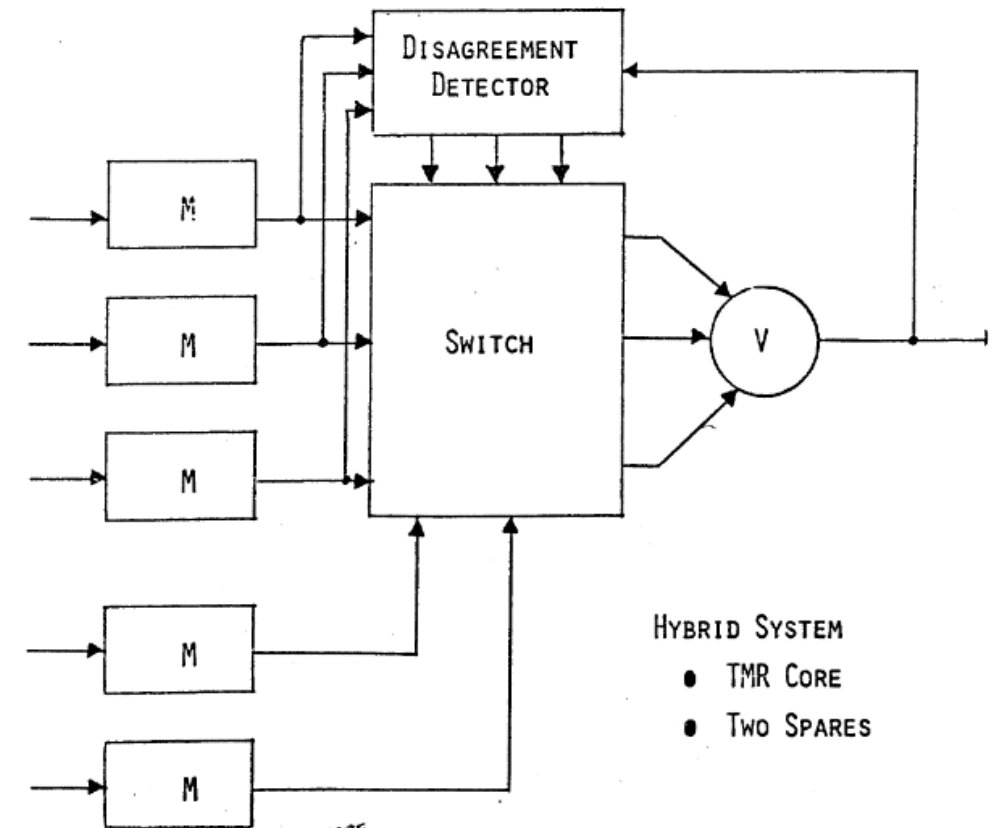 DISAGREEMENT
DETECTOR
M
M
SWITCH
V
M
M
HYBRID SYSTEM
● TMR CORE
● TWO SPARES
M